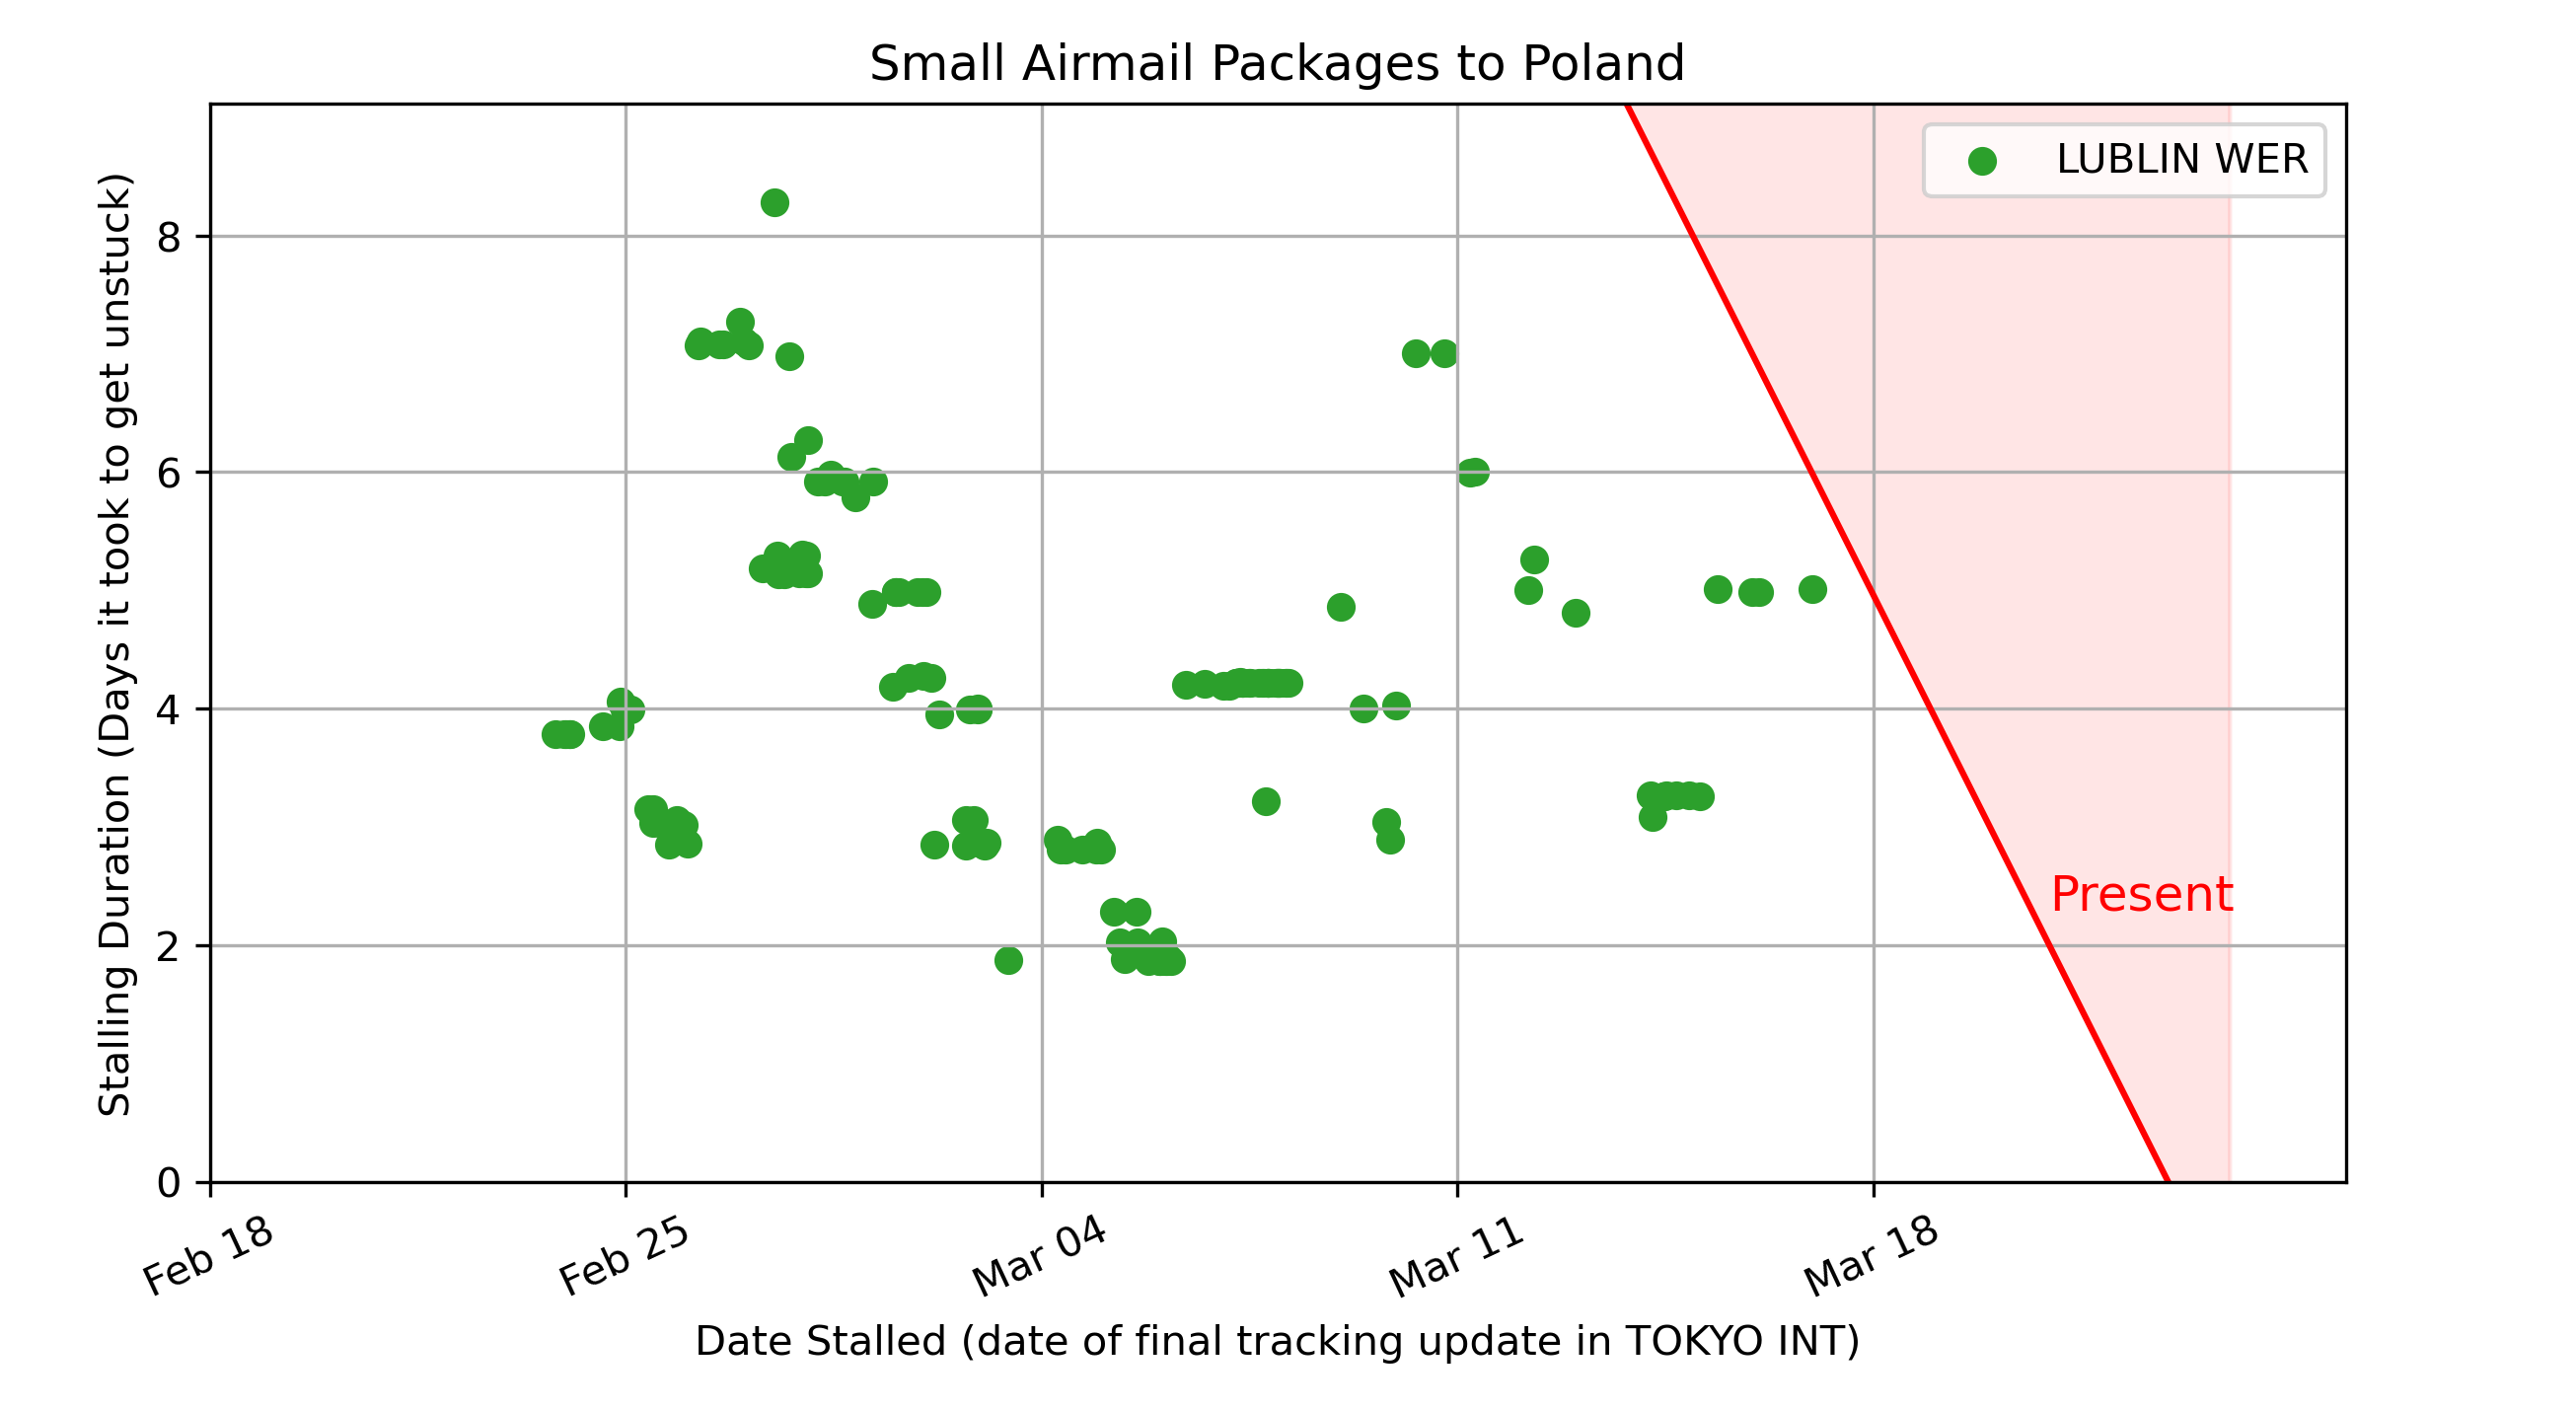 Small Airmail Packages to Poland
LUBLIN WER
Stalling Duration (Days it took to get unstuck)
8
6
4
2
0
Present
Feb 18
Feb 25
Mar 04
Mar 11
Mar 18
Date Stalled (date of final tracking update in TOKYO INT)